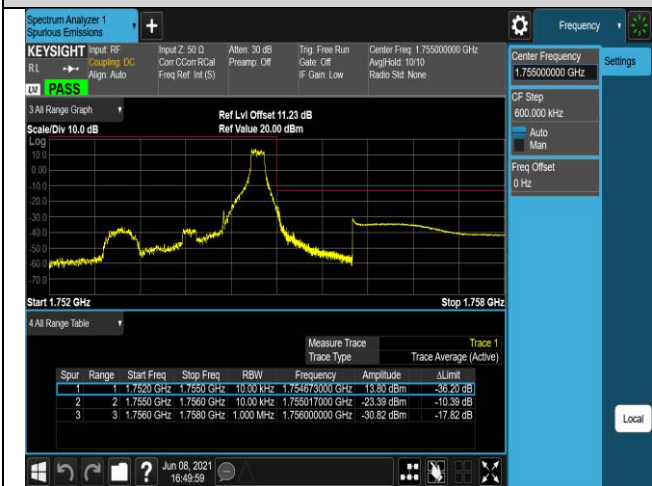 Spectrum Analyzer 1
Spurious Emissions
+
Frequency
KEYSIGHT
RL
Input: RF
Coupling: DC
Align: Auto
Input Z: 50 Ω
Corr CCorr RCal
Freq Ref: Int (S)
Atten: 30 dB
Preamp: Off
Trig: Free Run
Gate: Off
IF Gain: Low
Center Freq: 1.755000000 GHz
Avg|Hold: 10/10
Radio Std: None
LXI PASS
Center Frequency
1.755000000 GHz
Settings
CF Step
600.000 kHz
Auto
Man
Freq Offset
0 Hz
3 All Range Graph
Scale/Div 10.0 dB
Ref Lvl Offset 11.23 dB
Ref Value 20.00 dBm
Log
10.0
0.00
-10.0
-20.0
-30.0
-40.0
-50.0
-60.0
-70.0
Start 1.752 GHz
Stop 1.758 GHz
4 All Range Table
Measure Trace Trace 1
Trace Type Trace Average (Active)
Spur Range Start Freq Stop Freq RBW Frequency Amplitude ΔLimit
1 1 1.7520 GHz 1.7550 GHz 10.00 kHz 1.754673000 GHz 13.80 dBm -36.20 dB
2 2 1.7550 GHz 1.7560 GHz 10.00 kHz 1.755017000 GHz -23.39 dBm -10.39 dB
3 3 1.7560 GHz 1.7580 GHz 1.000 MHz 1.756000000 GHz -30.82 dBm -17.82 dB
Local
?
Jun 08, 2021
16:49:59